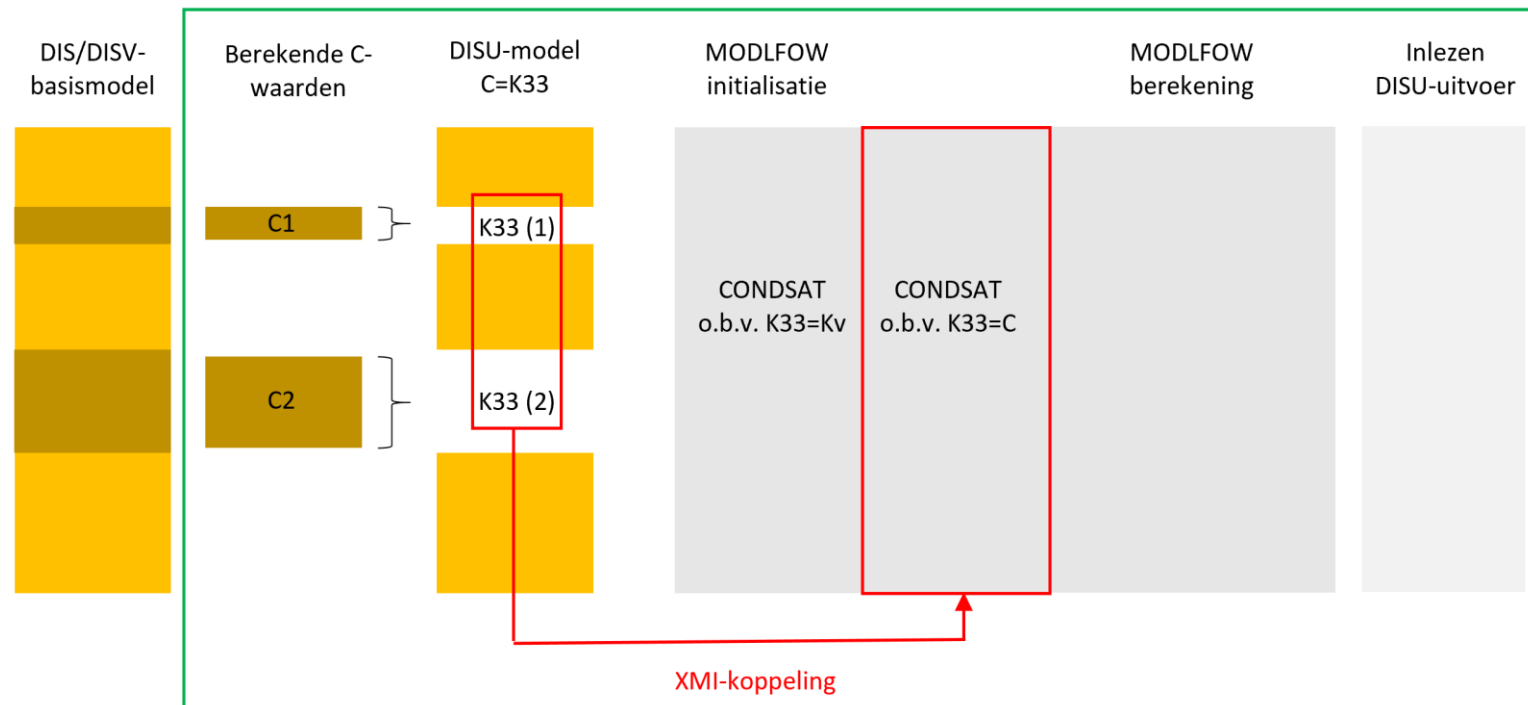 DIS/DISV-
basismodel
Berekende C-
waarden
DISU-model
C=K33
MODLFOW
initialisatie
MODLFOW
berekening
Inlezen
DISU-uitvoer
C1
K33 (1)
CONDSAT
o.b.v. K33=Kv
CONDSAT
o.b.v. K33=C
C2
K33 (2)
XMI-koppeling